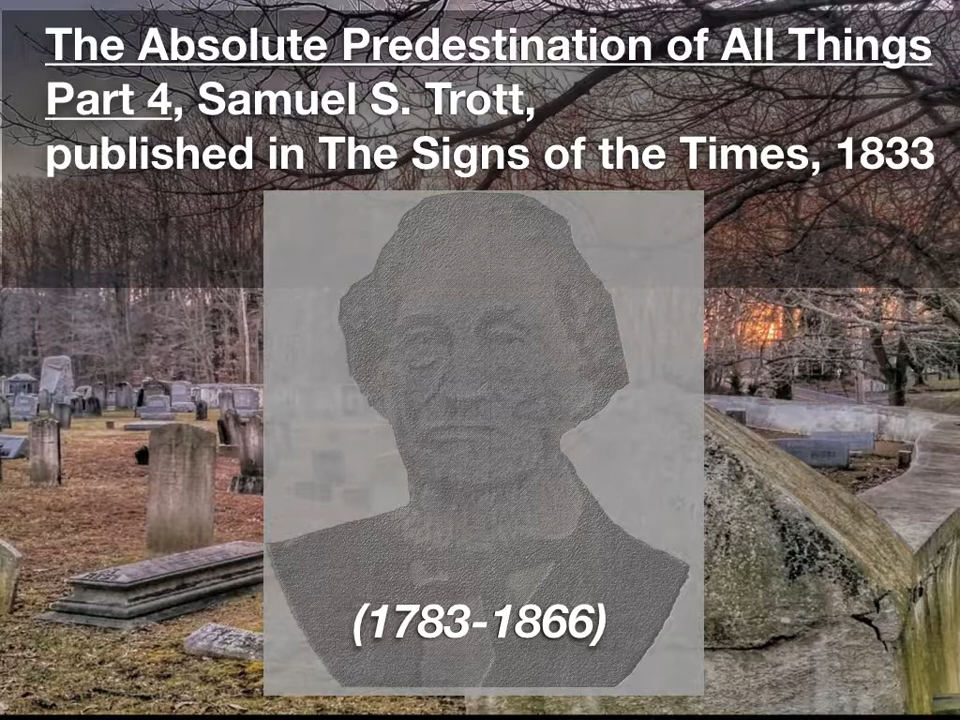 The Absolute Predestination of All Things
Part 4, Samuel S. Trott,
published in The Signs of the Times, 1833
(1783-1866)